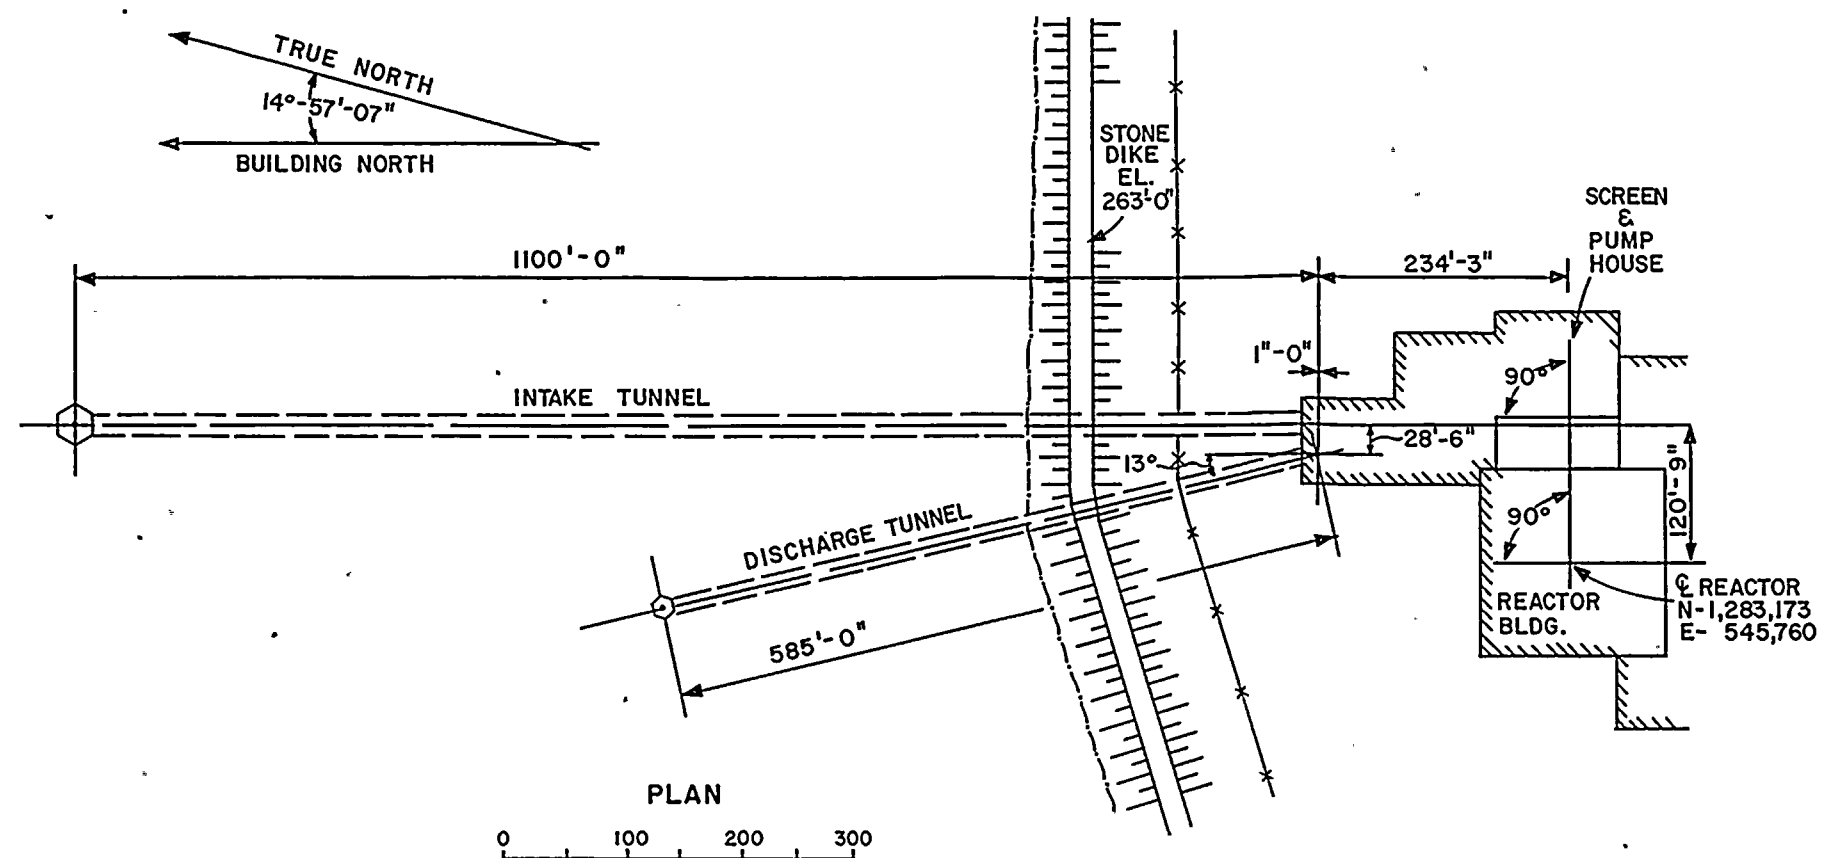 TRUE NORTH
14°-57'-07"
BUILDING NORTH
STONE
DIKE
EL.
263'-0"
SCREEN
&
PUMP
HOUSE
1100'-0"
234'-3"
1"-0"
90°
INTAKE TUNNEL
28'-6"
13°
120'-9"
DISCHARGE TUNNEL
90°
585'-0"
REACTOR
BLDG.
℄ REACTOR
N-1,283,173
E- 545,760
PLAN
0 100 200 300